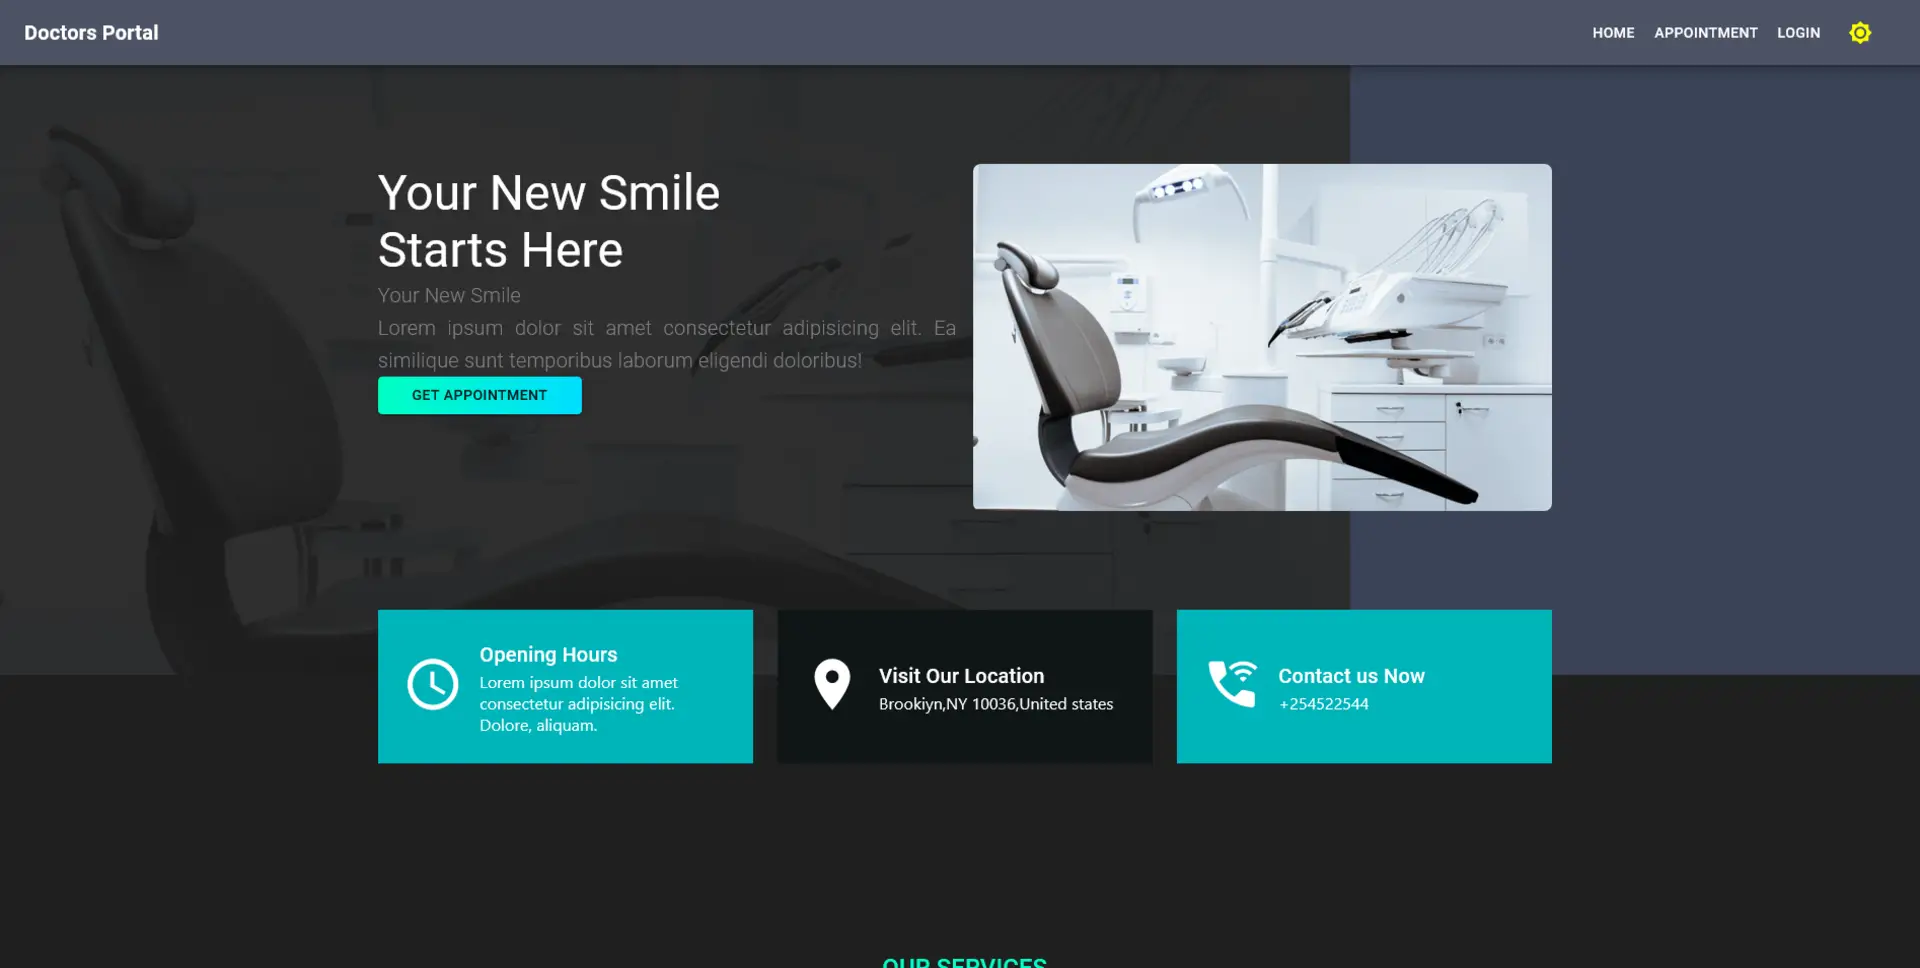 Doctors Portal
HOME APPOINTMENT LOGIN
Your New Smile
Starts Here
Your New Smile
Lorem ipsum dolor sit amet consectetur adipisicing elit. Ea
similique sunt temporibus laborum eligendi doloribus!
GET APPOINTMENT
Opening Hours
Lorem ipsum dolor sit amet
consectetur adipisicing elit.
Dolore, aliquam.
Visit Our Location
Brookiyn,NY 10036,United states
Contact us Now
+254522544
OUR SERVICES